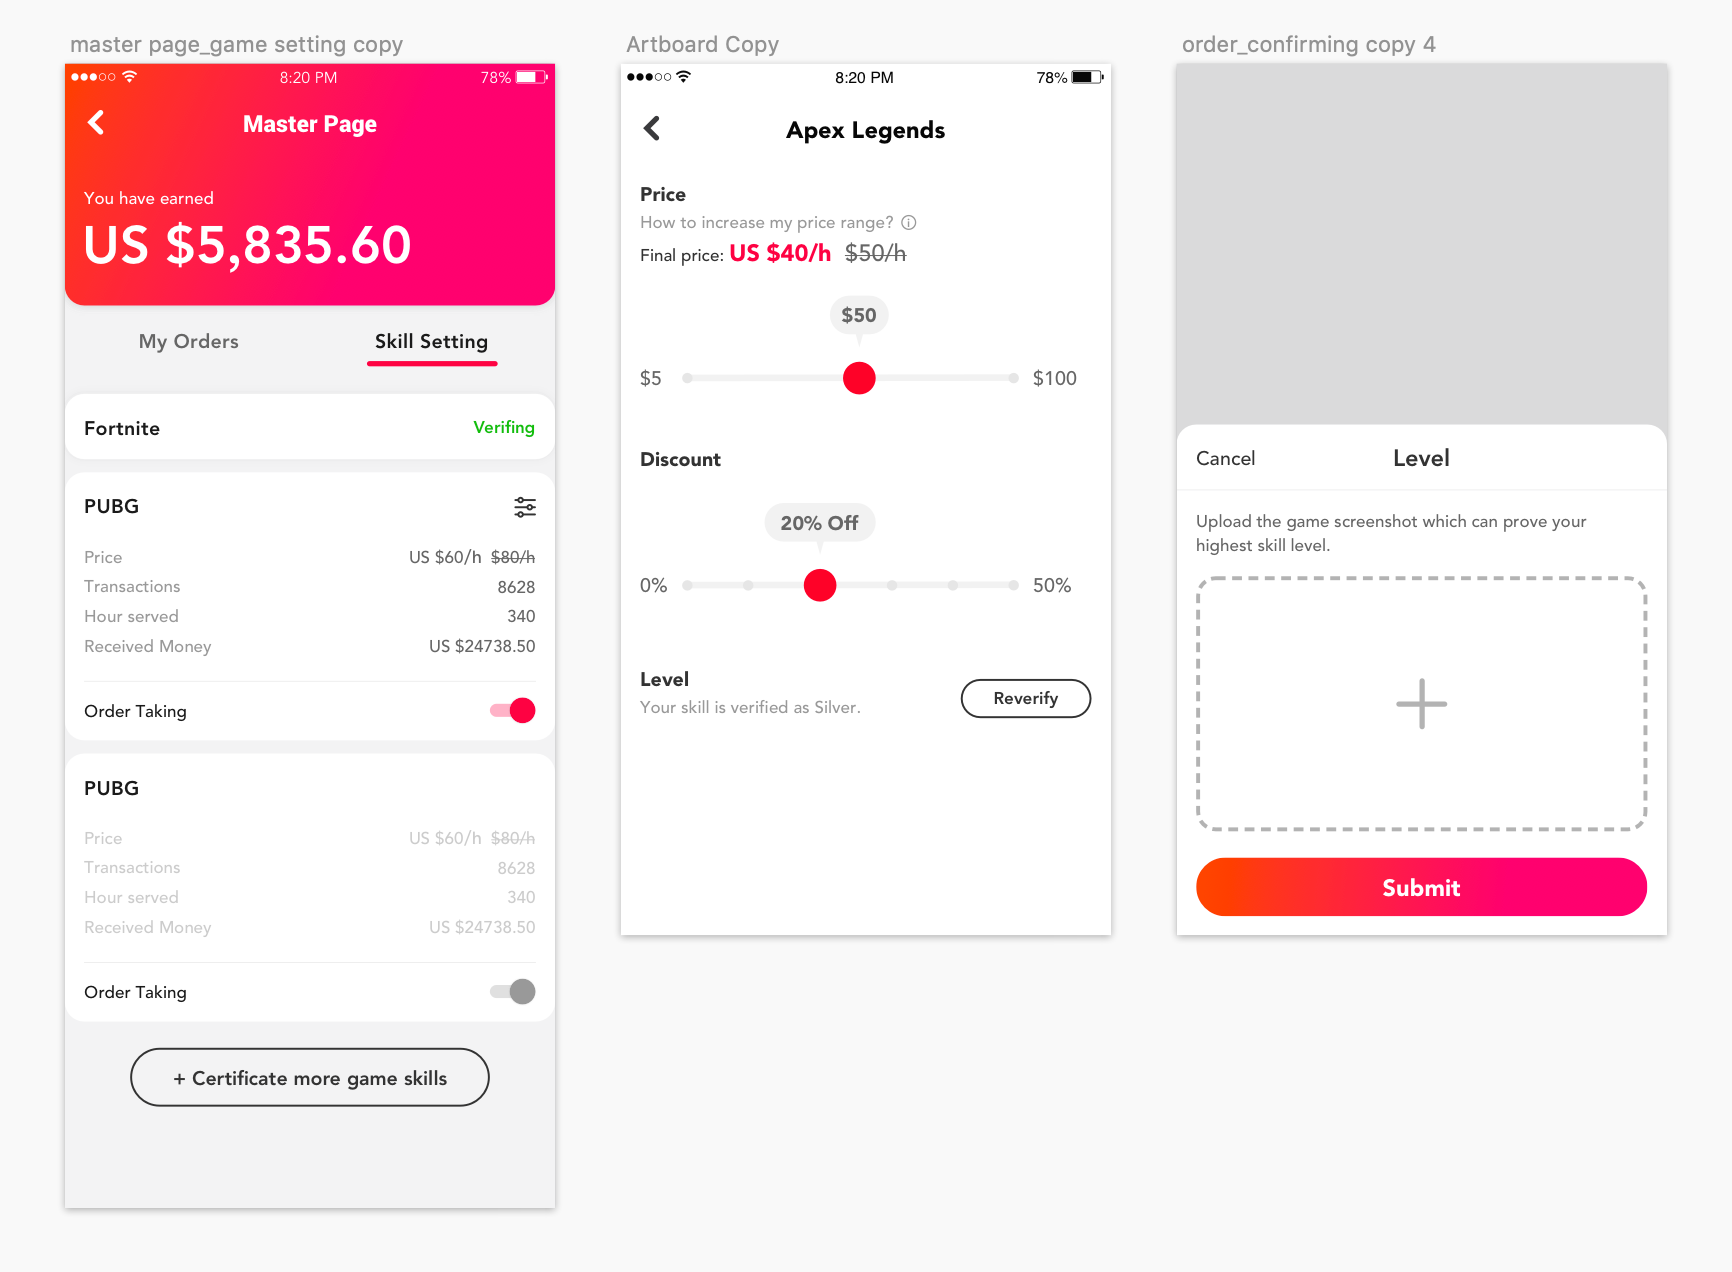 master page_game setting copy
8:20 PM
78%
Master Page
You have earned
US $5,835.60
My Orders
Skill Setting
Fortnite
Verifing
PUBG
Price
US $60/h $80/h
Transactions
8628
Hour served
340
Received Money
US $24738.50
Order Taking
PUBG
Price
US $60/h $80/h
Transactions
8628
Hour served
340
Received Money
US $24738.50
Order Taking
+ Certificate more game skills
Artboard Copy
8:20 PM
78%
Apex Legends
Price
How to increase my price range?
Final price: US $40/h $50/h
$50
$5
$100
Discount
20% Off
0%
50%
Level
Your skill is verified as Silver.
Reverify
order_confirming copy 4
Cancel
Level
Upload the game screenshot which can prove your
highest skill level.
Submit